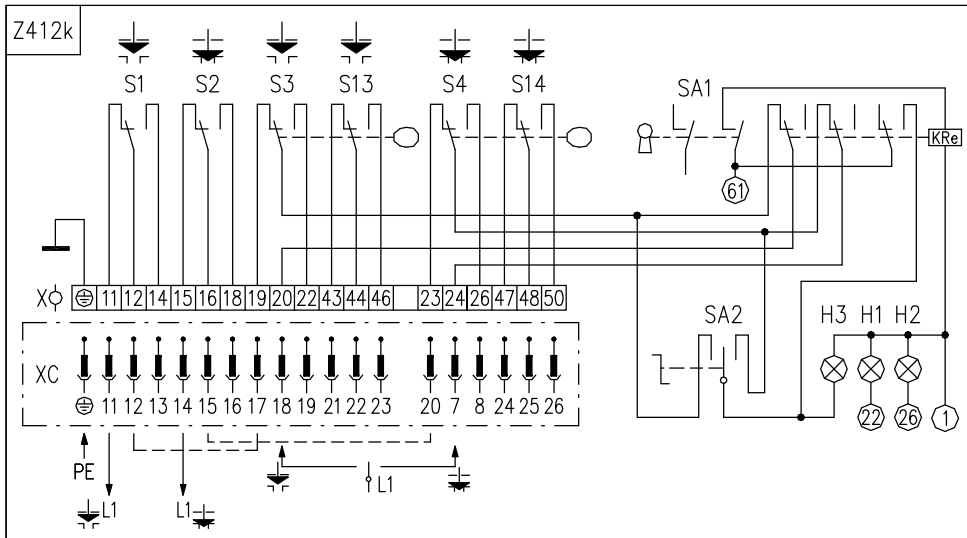 Z412k
S1 S2 S3 S13 S4 S14
SA1
KRe
61
X 11 12 14 15 16 18 19 20 22 43 44 46 23 24 26 47 48 50
SA2 H3 H1 H2
XC
11 12 13 14 15 16 17 18 19 21 22 23 20 7 8 24 25 26
22 26 1
PE
L1 L1 L1